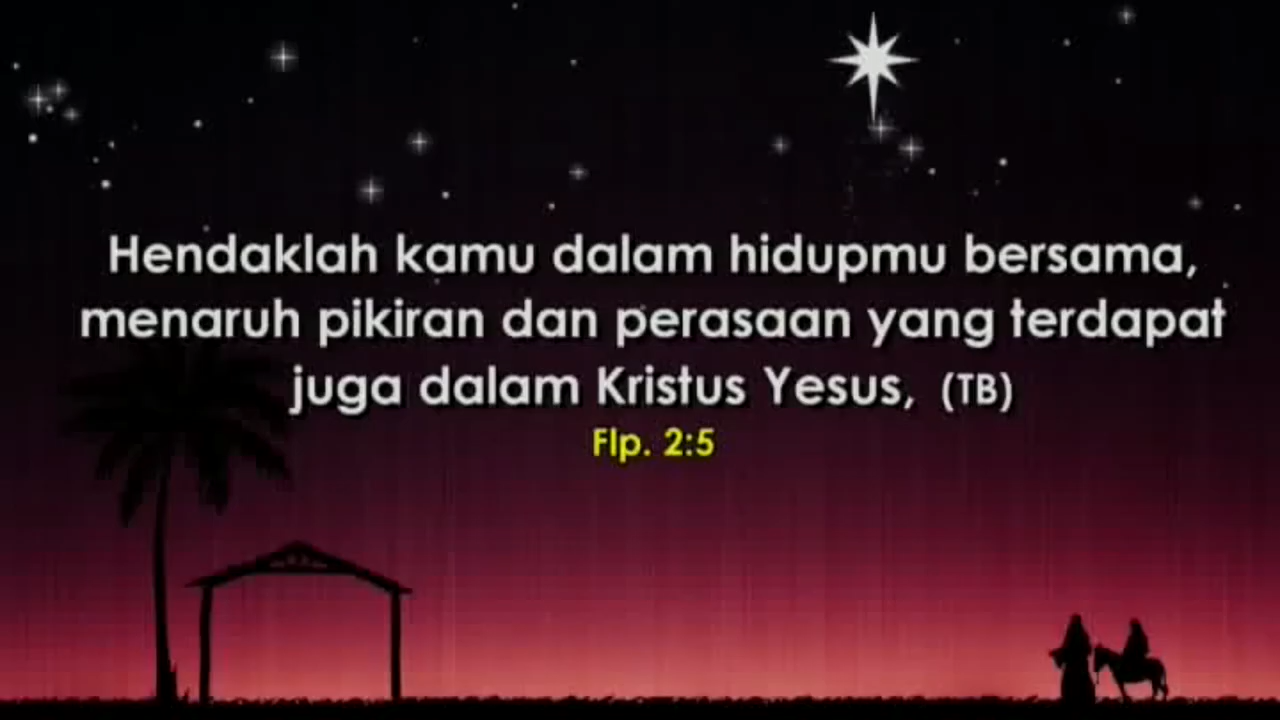 Hendaklah kamu dalam hidupmu bersama,
menaruh pikiran dan perasaan yang terdapat
juga dalam Kristus Yesus, (TB)
Flp. 2:5